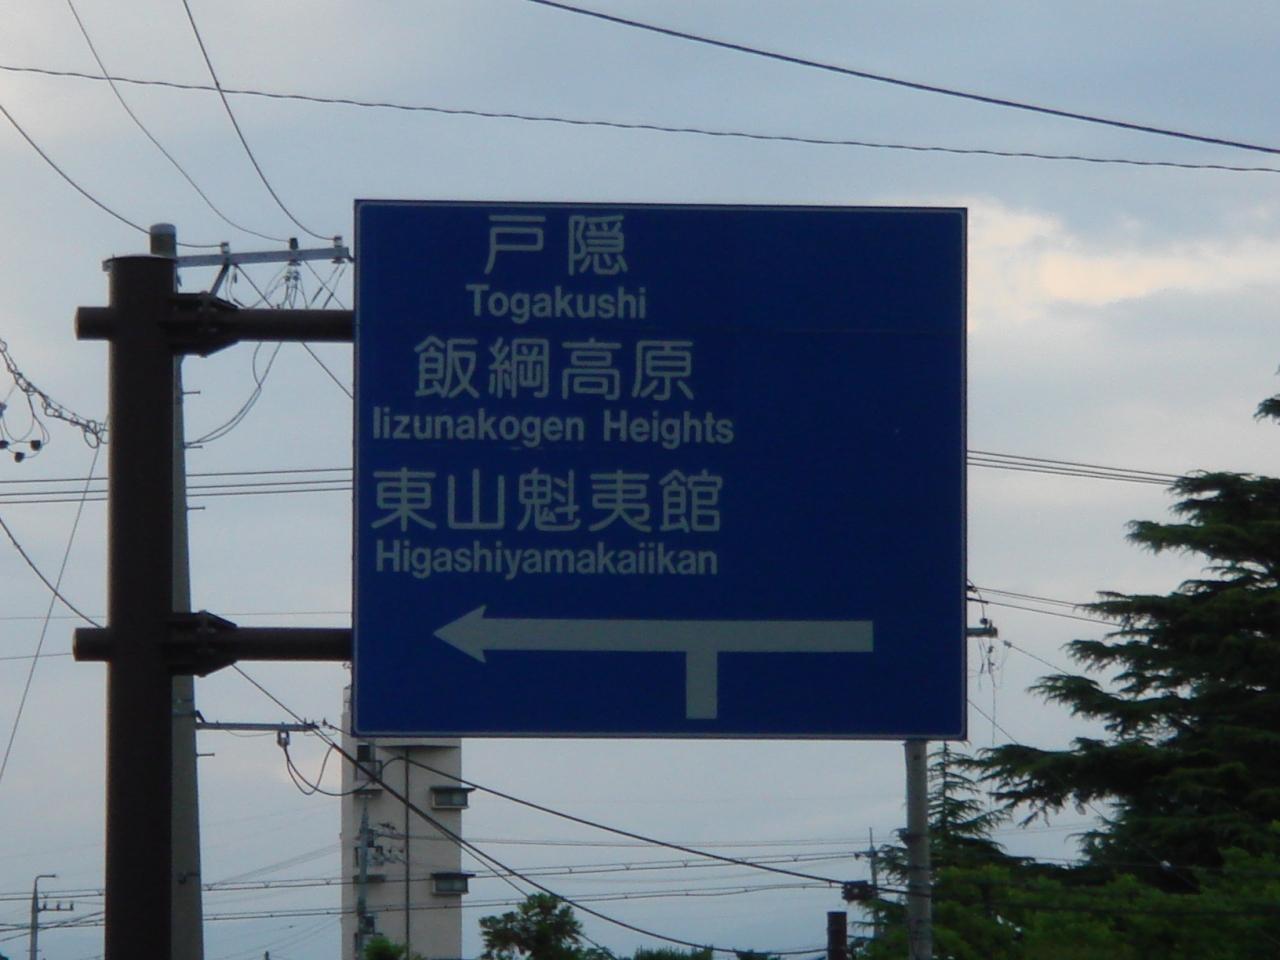 戸隠
Togakushi
飯綱高原
Iizunakogen Heights
東山魁夷館
Higashiyamakaiikan